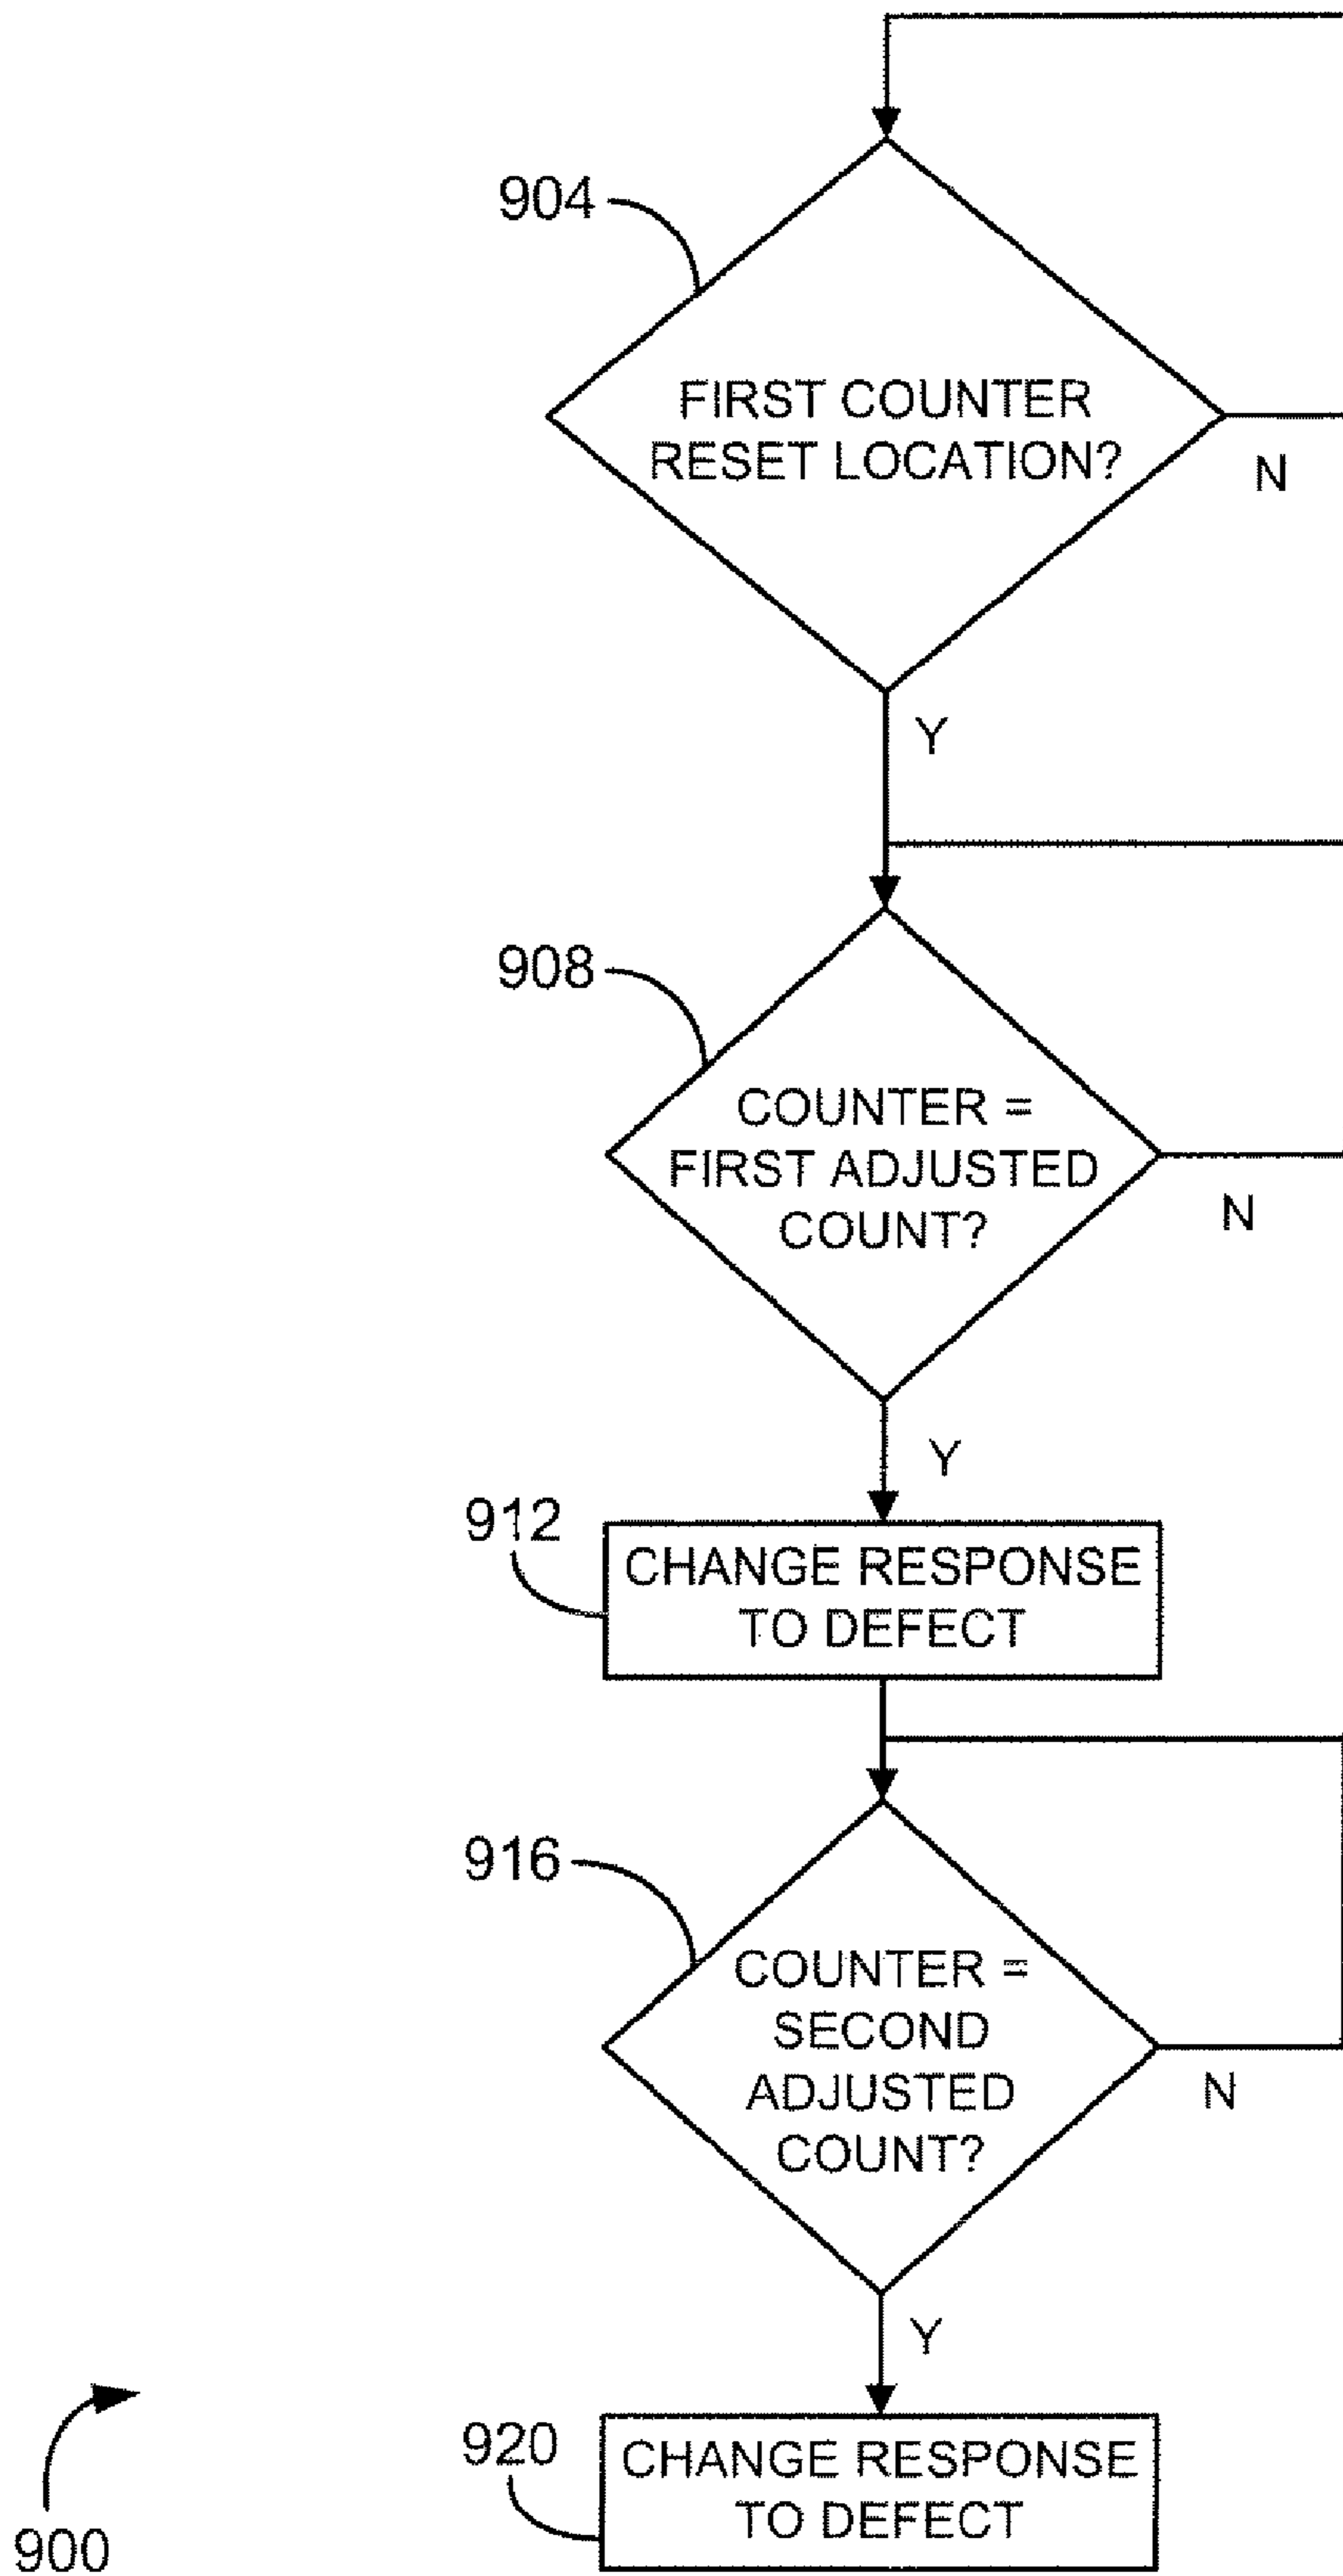 904
FIRST COUNTER
RESET LOCATION?
N
Y
908
COUNTER =
FIRST ADJUSTED
COUNT?
N
Y
912
CHANGE RESPONSE
TO DEFECT
916
COUNTER =
SECOND
ADJUSTED
COUNT?
N
Y
920
CHANGE RESPONSE
TO DEFECT
900